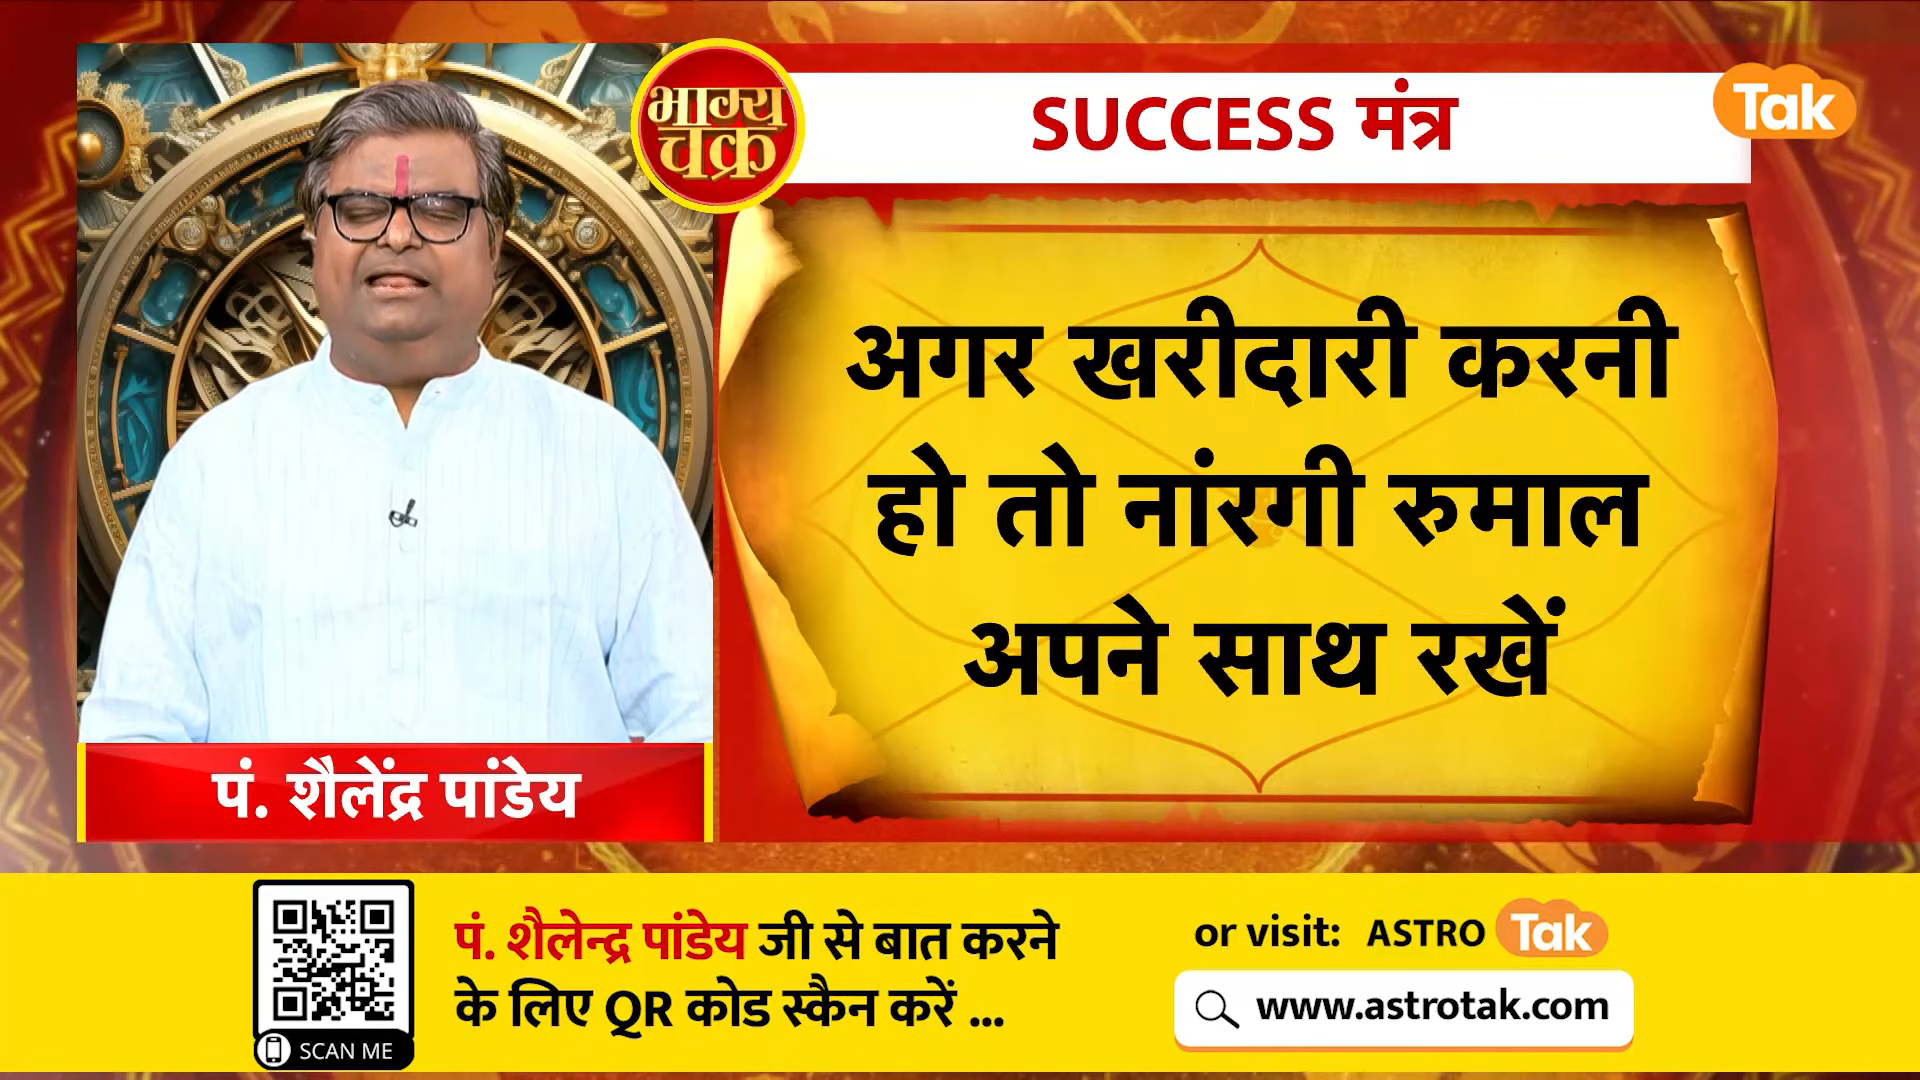 भाग्य
चक्र
SUCCESS मंत्र
Tak
अगर खरीदारी करनी
हो तो नांरगी रुमाल
अपने साथ रखें
पं. शैलेंद्र पांडेय
SCAN ME
पं. शैलेन्द्र पांडेय जी से बात करने
के लिए QR कोड स्कैन करें ...
or visit: ASTRO Tak
www.astrotak.com